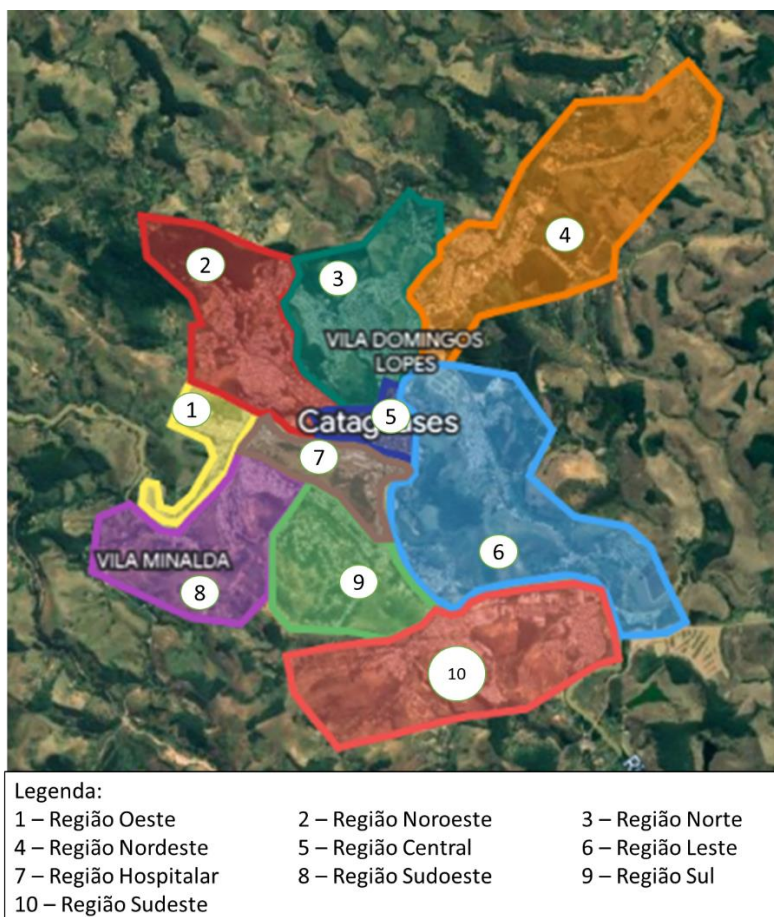 4
2
3
VILA DOMINGOS
LOPES
1
5
Cataguases
7
6
VILA MINALDA
8
9
10
Legenda:
1 – Região Oeste 2 – Região Noroeste 3 – Região Norte
4 – Região Nordeste 5 – Região Central 6 – Região Leste
7 – Região Hospitalar 8 – Região Sudoeste 9 – Região Sul
10 – Região Sudeste